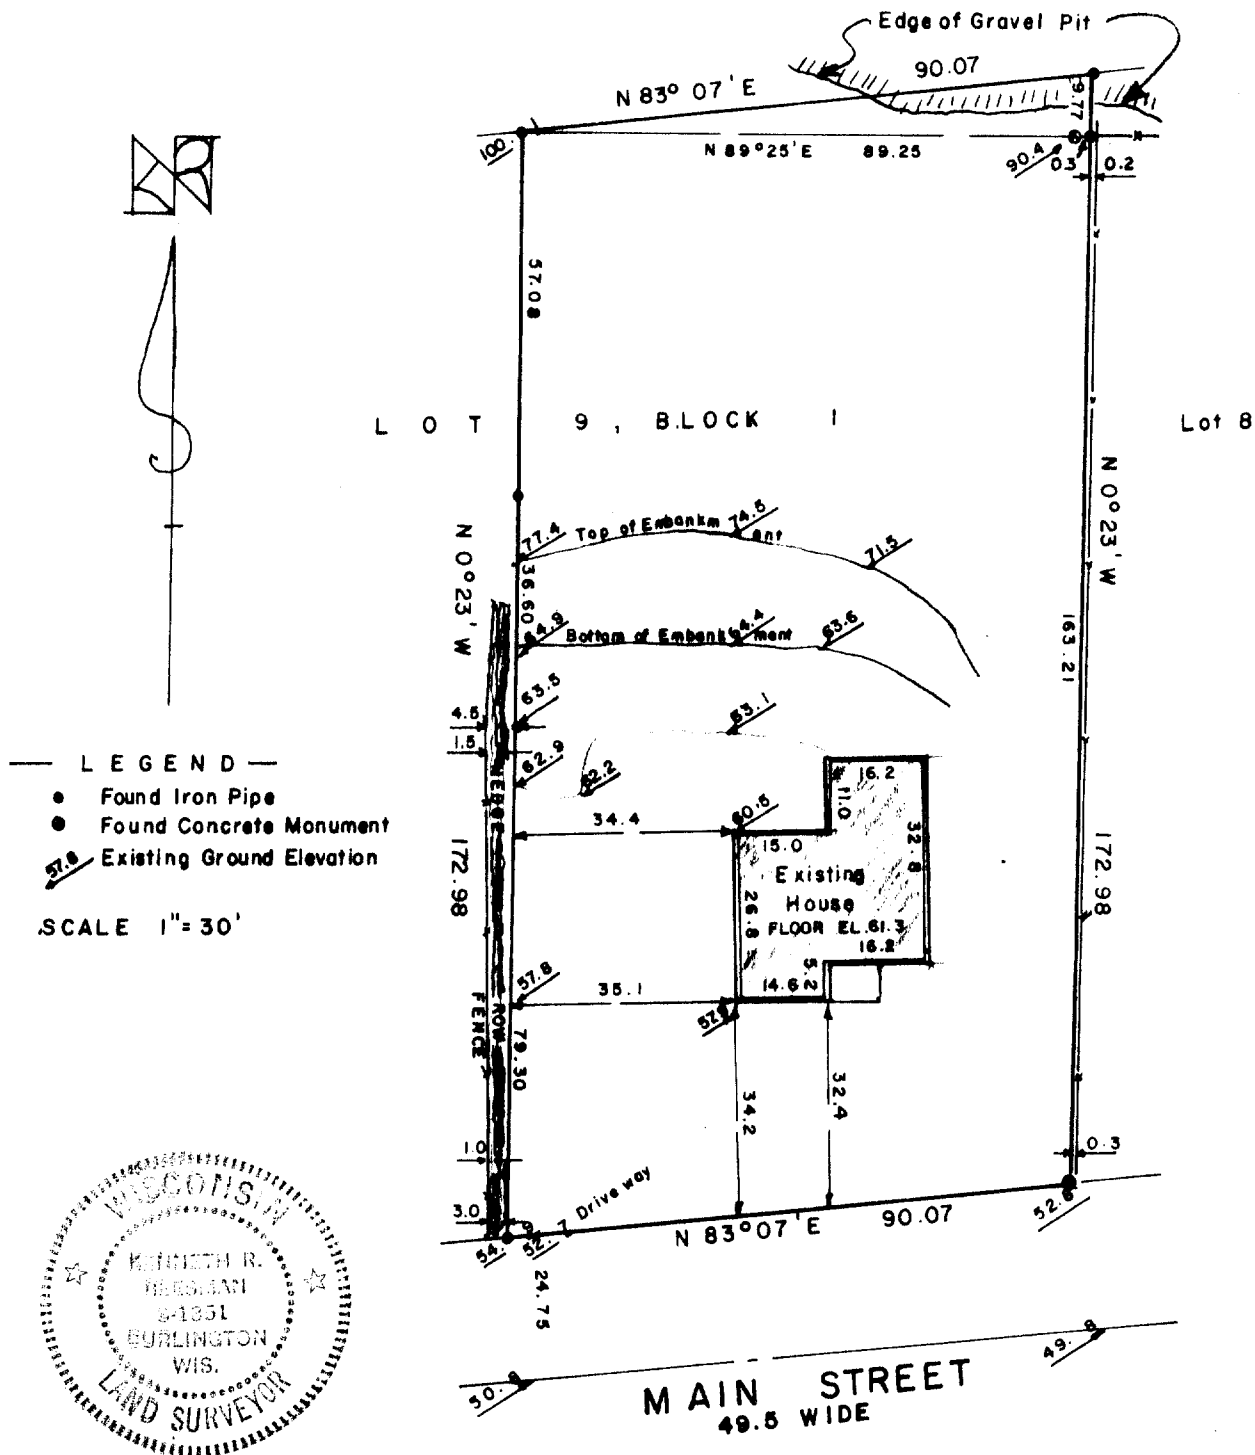 Edge of Gravel Pit
N 83° 07' E
90.07
9.77
100.
N 89°25'E 89.25
90.4
0.3
0.2
57.08
LOT 9, BLOCK 1
Lot 8
N 0°23' W
N 0°23' W
77.4
Top of Embankment
74.5
71.5
36.60
64.9
Bottom of Embankment
64.4
63.6
163.21
63.5
4.5
1.5
63.1
62.9
62.2
LEGEND
Found Iron Pipe
Found Concrete Monument
57.8 Existing Ground Elevation
SCALE 1"=30'
172.98
HEDGE ROW
FENCE
34.4
60.5
16.2
11.0
15.0
32.8
Existing
House
FLOOR EL. 61.3
26.8
16.2
5.2
14.6
172.98
57.8
35.1
79.30
34.2
32.4
1.0
0.3
3.0
Drive way
N 83°07' E
90.07
54.
52.
24.75
50.8
49.8
MAIN STREET
49.5 WIDE
WISCONSIN
KENNETH R.
S-1351
BURLINGTON
WIS.
LAND SURVEYOR